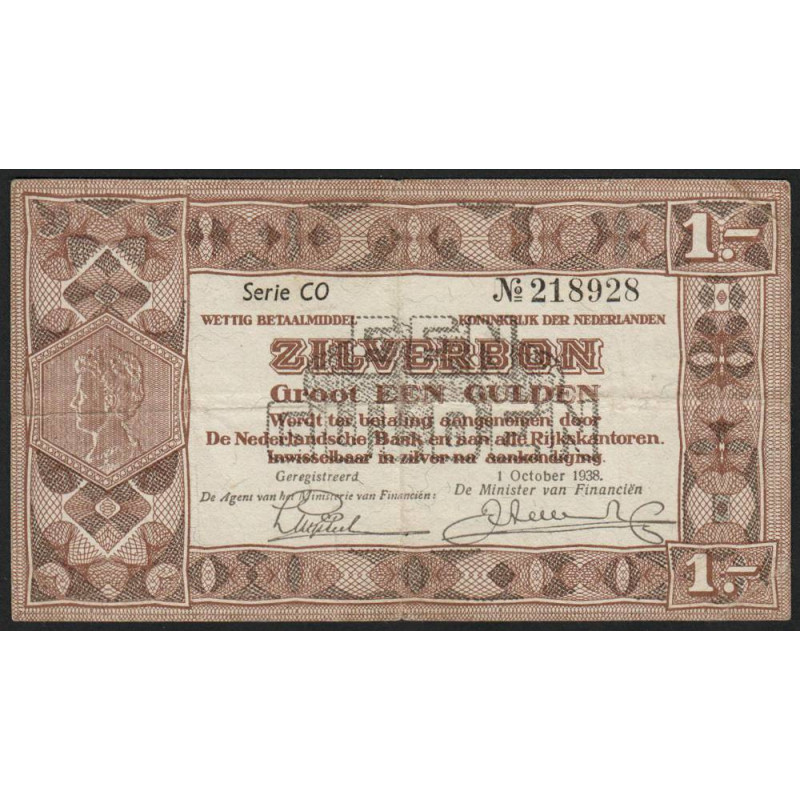 1.-
Serie CO № 218928
WETTIG BETAALMIDDEL KONINKRIJK DER NEDERLANDEN
EEN
ZILVERBON
Groot EEN GULDEN
GULDEN
Wordt ter betaling aangenomen door
De Nederlandsche Bank en aan alle Rijkskantoren.
Inwisselbaar in zilver na aankondiging.
Geregistreerd 1 October 1938.
De Agent van het Ministerie van Financiën: De Minister van Financiën
1.-